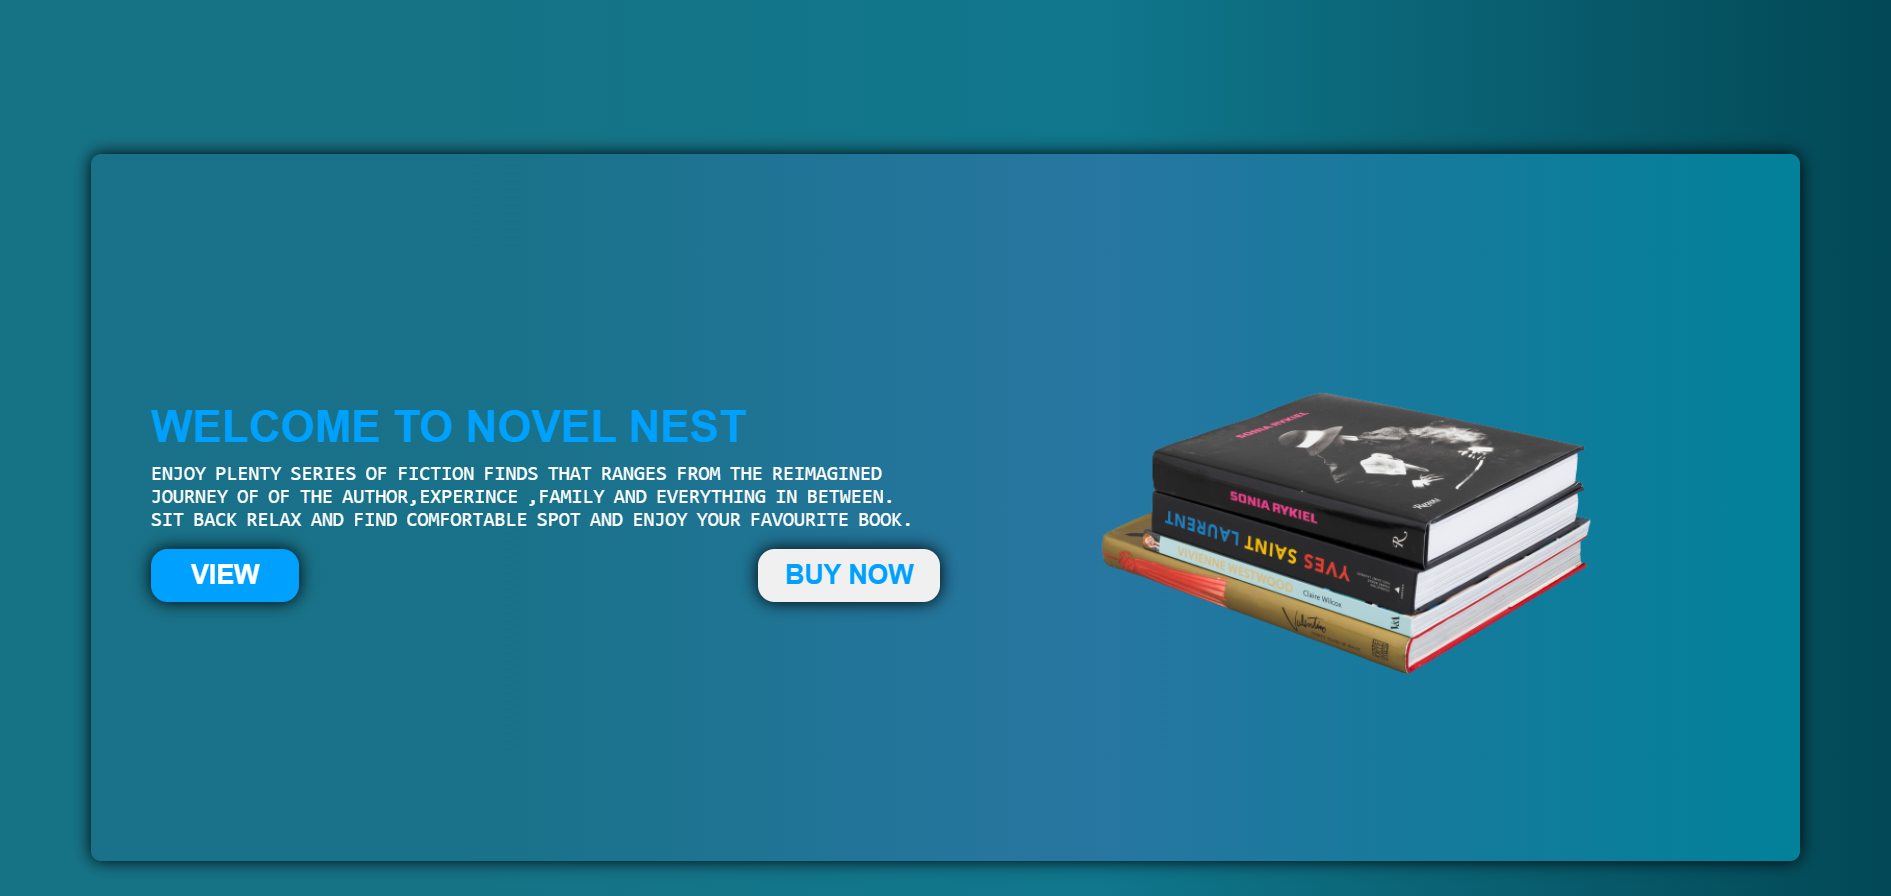 WELCOME TO NOVEL NEST
ENJOY PLENTY SERIES OF FICTION FINDS THAT RANGES FROM THE REIMAGINED
JOURNEY OF OF THE AUTHOR,EXPERINCE ,FAMILY AND EVERYTHING IN BETWEEN.
SIT BACK RELAX AND FIND COMFORTABLE SPOT AND ENJOY YOUR FAVOURITE BOOK.
VIEW
BUY NOW
SONIA RYKIEL
SONIA RYKIEL
R
YVES SAINT LAURENT
VIVIENNE WESTWOOD
Claire Wilcox
V&A
Valentino